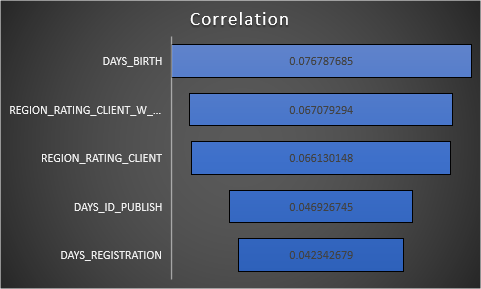 Correlation
DAYS_BIRTH
0.076787685
REGION_RATING_CLIENT_W_...
0.067079294
REGION_RATING_CLIENT
0.066130148
DAYS_ID_PUBLISH
0.046926745
DAYS_REGISTRATION
0.042342679